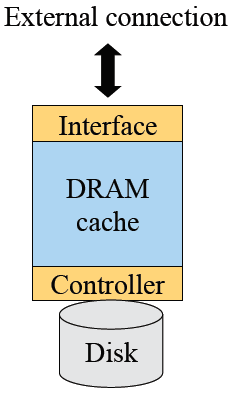 External connection
Interface
DRAM
cache
Controller
Disk